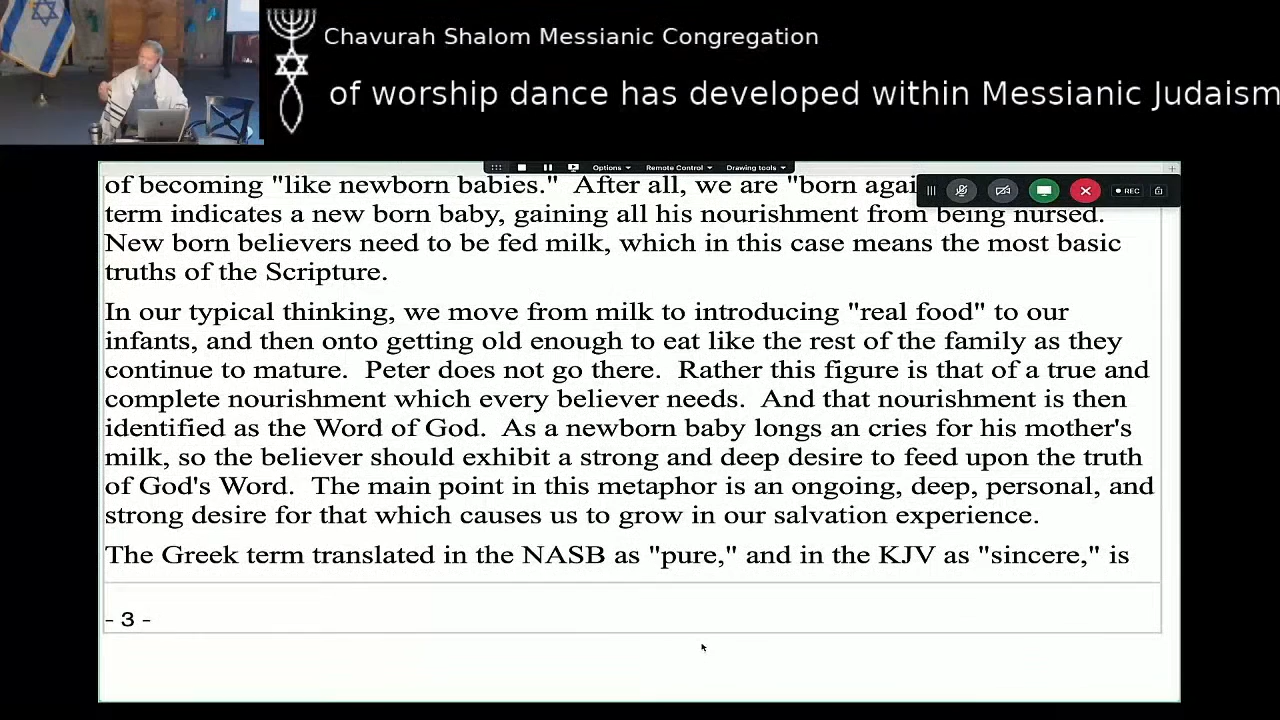 Chavurah Shalom Messianic Congregation
of worship dance has developed within Messianic Judaism
Options Remote Control Drawing tools
REC
of becoming "like newborn babies." After all, we are "born agai
term indicates a new born baby, gaining all his nourishment from being nursed.
New born believers need to be fed milk, which in this case means the most basic
truths of the Scripture.
In our typical thinking, we move from milk to introducing "real food" to our
infants, and then onto getting old enough to eat like the rest of the family as they
continue to mature. Peter does not go there. Rather this figure is that of a true and
complete nourishment which every believer needs. And that nourishment is then
identified as the Word of God. As a newborn baby longs an cries for his mother's
milk, so the believer should exhibit a strong and deep desire to feed upon the truth
of God's Word. The main point in this metaphor is an ongoing, deep, personal, and
strong desire for that which causes us to grow in our salvation experience.
The Greek term translated in the NASB as "pure," and in the KJV as "sincere," is
- 3 -